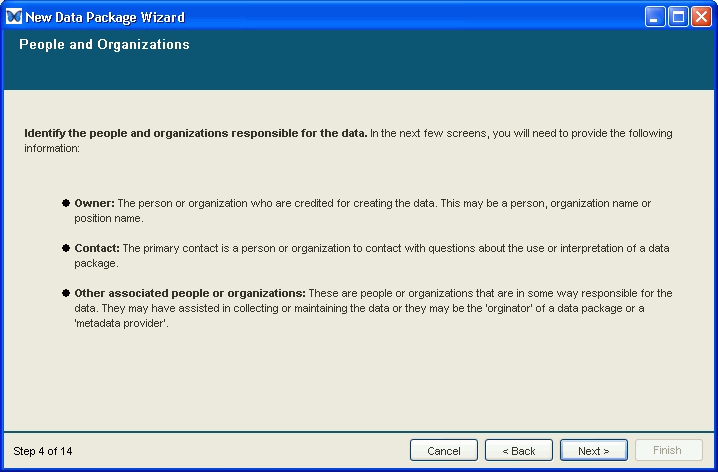 New Data Package Wizard
People and Organizations
Identify the people and organizations responsible for the data. In the next few screens, you will need to provide the following
information:
Owner: The person or organization who are credited for creating the data. This may be a person, organization name or
position name.
Contact: The primary contact is a person or organization to contact with questions about the use or interpretation of a data
package.
Other associated people or organizations: These are people or organizations that are in some way responsible for the
data. They may have assisted in collecting or maintaining the data or they may be the 'orginator' of a data package or a
'metadata provider'.
Step 4 of 14
Cancel
< Back
Next >
Finish